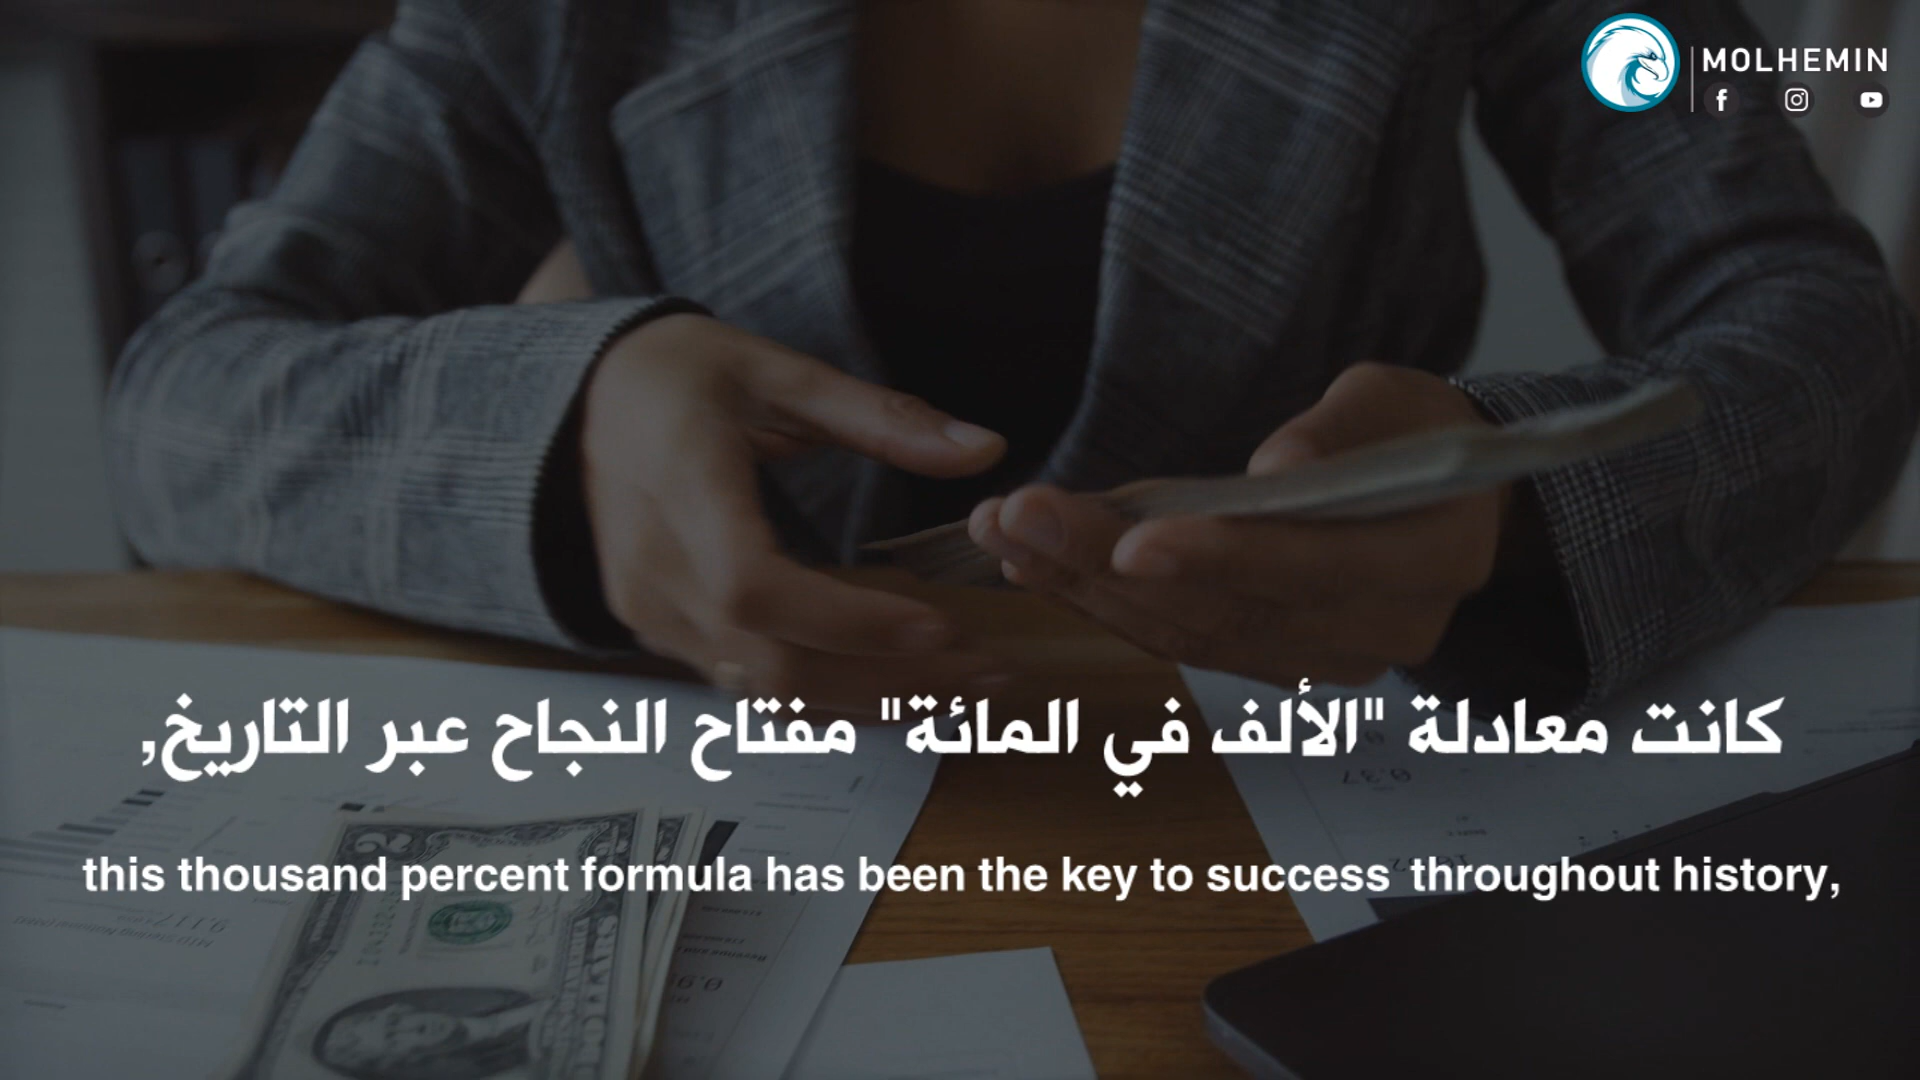 MOLHEMIN
كانت معادلة "الألف في المائة" مفتاح النجاح عبر التاريخ,
this thousand percent formula has been the key to success throughout history,
2